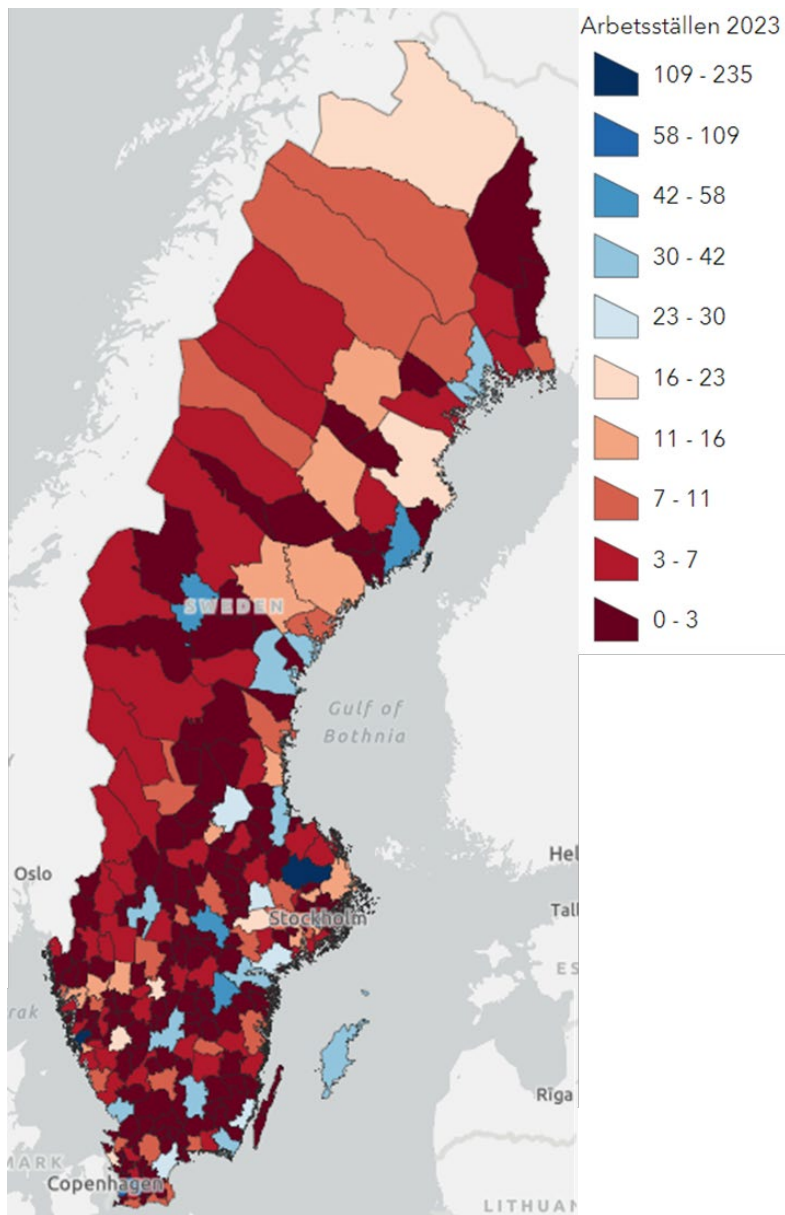 Arbetsställen 2023
109 - 235
58 - 109
42 - 58
30 - 42
23 - 30
16 - 23
11 - 16
7 - 11
3 - 7
0 - 3
SWEDEN
Gulf of
Bothnia
Oslo
Hel
Stockholm
Tall
ES
rak
Rīga
MARK
Copenhagen
LITHUAN